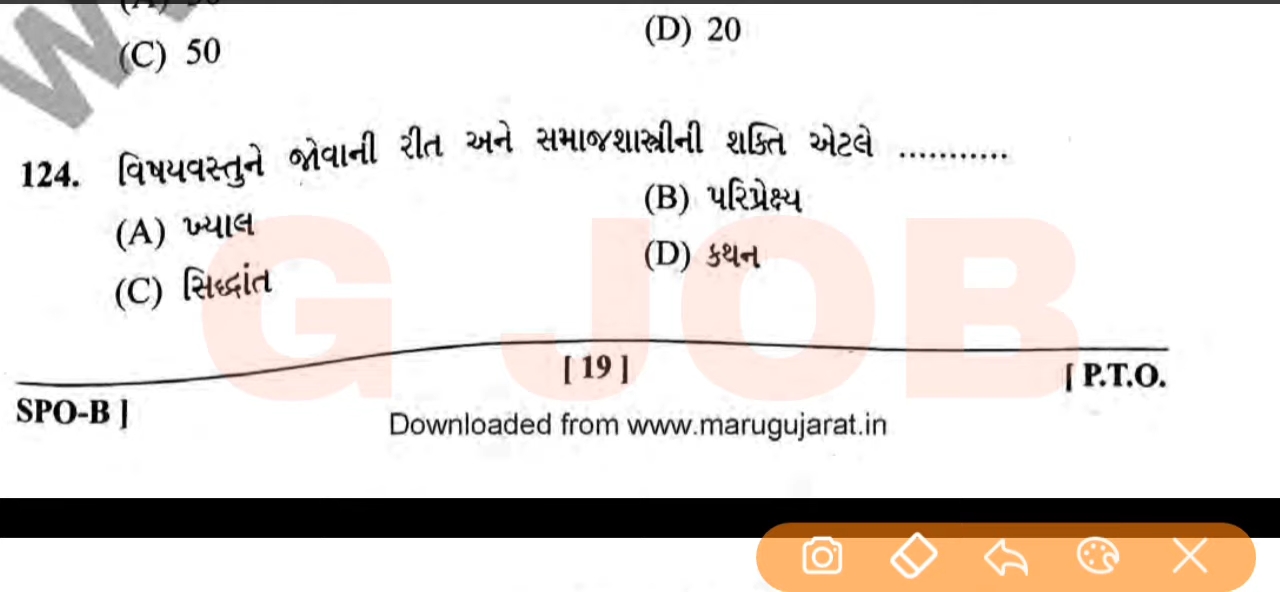 (C) 50
(D) 20
124. વિષયવસ્તુને જોવાની રીત અને સમાજશાસ્ત્રીની શક્તિ એટલે ...........
(A) ખ્યાલ
(B) પરિપ્રેક્ષ્ય
(C) સિદ્ધાંત
(D) કથન
G JOB
SPO-B ]
[ 19 ]
[ P.T.O.
Downloaded from www.marugujarat.in